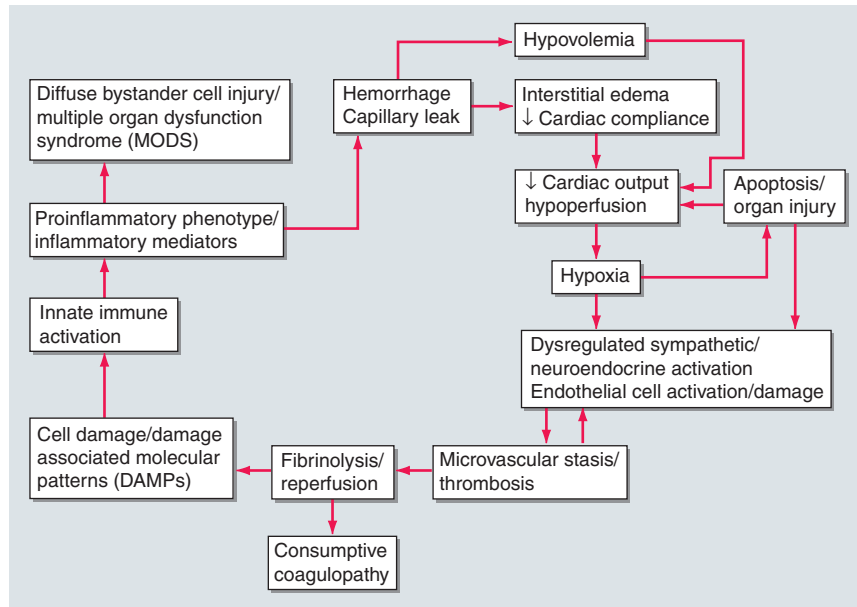 Hypovolemia
Diffuse bystander cell injury/
multiple organ dysfunction
syndrome (MODS)
Hemorrhage
Capillary leak
Interstitial edema
↓ Cardiac compliance
↓ Cardiac output
hypoperfusion
Apoptosis/
organ injury
Proinflammatory phenotype/
inflammatory mediators
Hypoxia
Innate immune
activation
Dysregulated sympathetic/
neuroendocrine activation
Endothelial cell activation/damage
Cell damage/damage
associated molecular
patterns (DAMPs)
Fibrinolysis/
reperfusion
Microvascular stasis/
thrombosis
Consumptive
coagulopathy